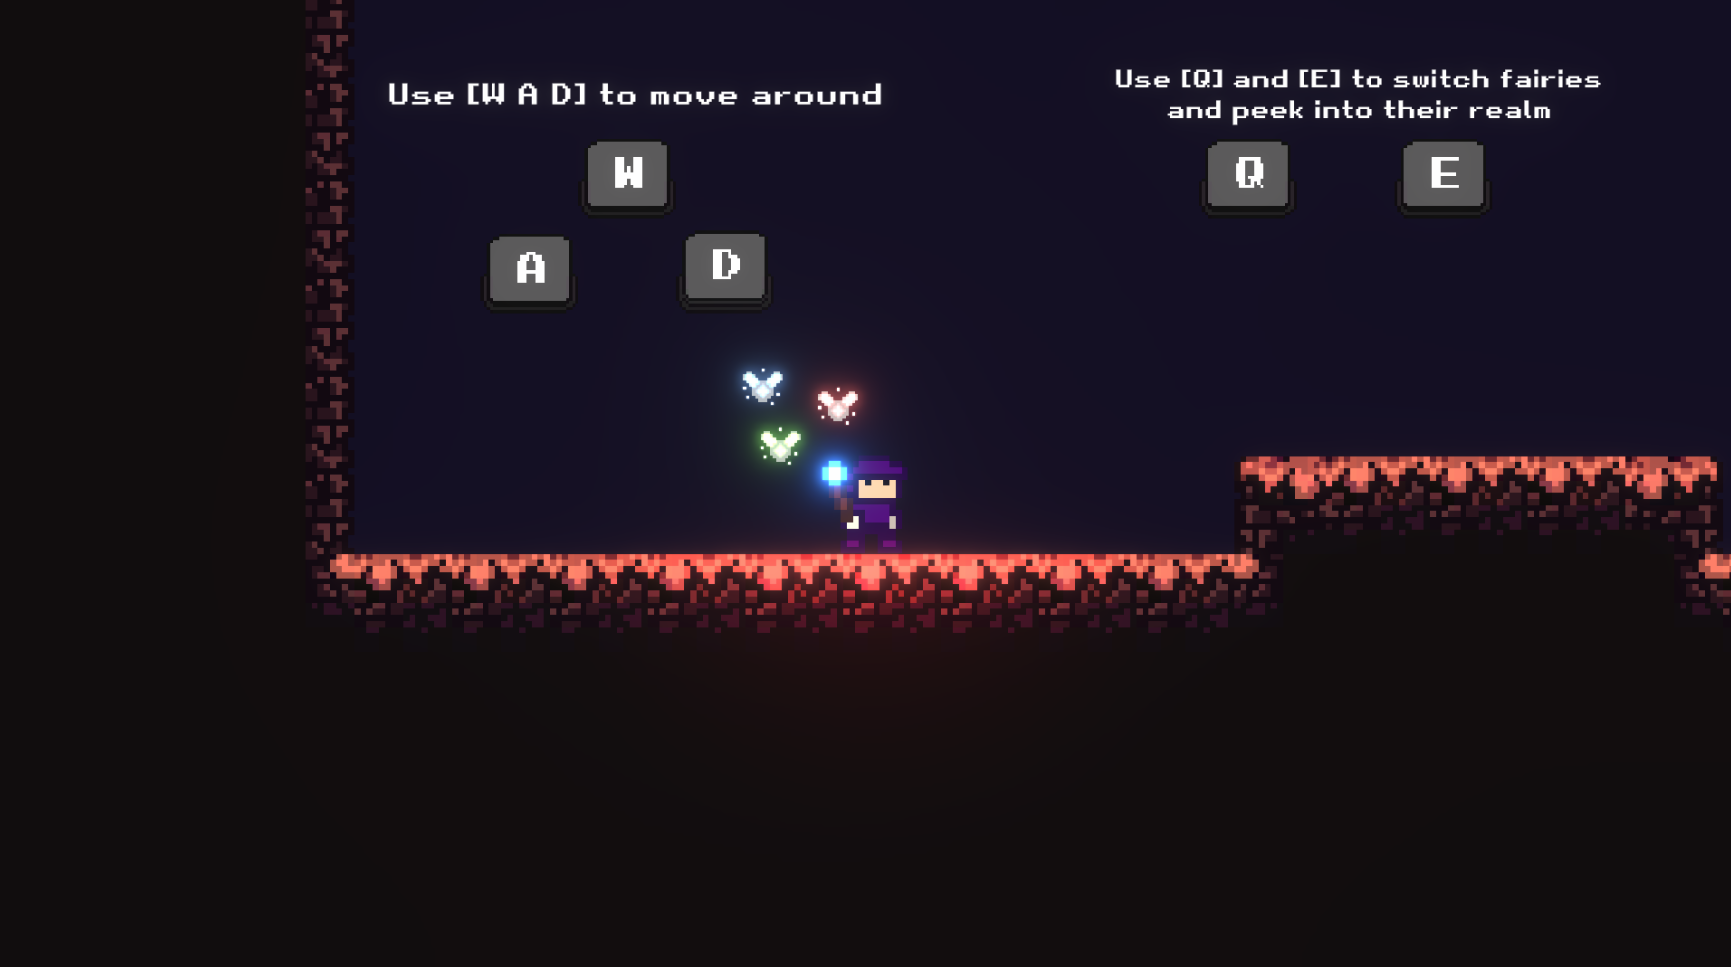 Use [W A D] to move around
W
A D
Use [Q] and [E] to switch fairies
and peek into their realm
Q E